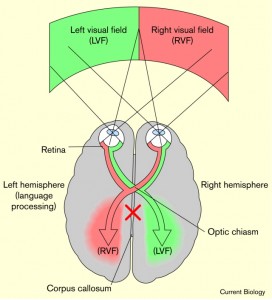 Left visual field
(LVF)
Right visual field
(RVF)
Retina
Left hemisphere
(language
processing)
Right hemisphere
Optic chiasm
(RVF)
(LVF)
Corpus callosum
Current Biology